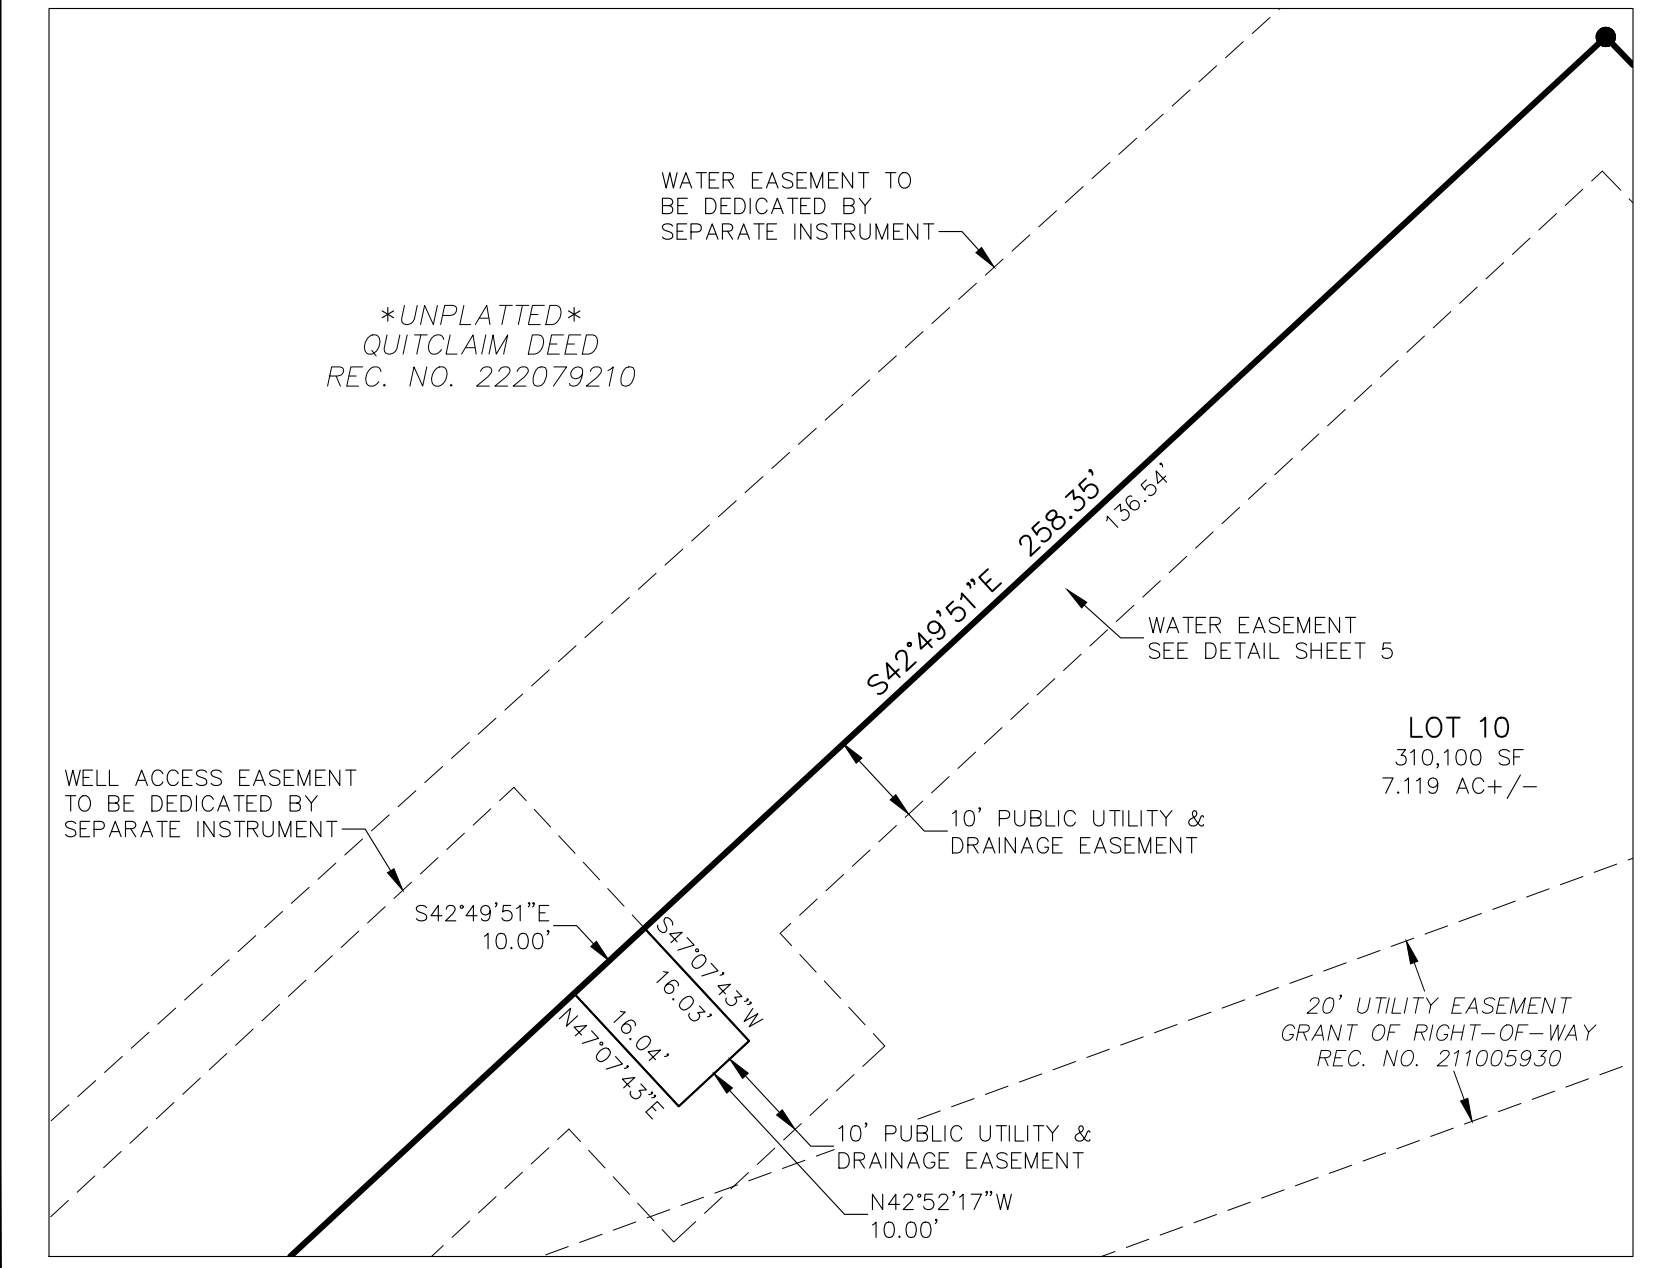 WATER EASEMENT TO
BE DEDICATED BY
SEPARATE INSTRUMENT
*UNPLATTED*
QUITCLAIM DEED
REC. NO. 222079210
S42°49'51"E 258.35'
136.54'
WATER EASEMENT
SEE DETAIL SHEET 5
LOT 10
310,100 SF
7.119 AC+/-
WELL ACCESS EASEMENT
TO BE DEDICATED BY
SEPARATE INSTRUMENT
10' PUBLIC UTILITY &
DRAINAGE EASEMENT
S42°49'51"E
10.00'
S47°07'43"W
16.03'
16.04'
N47°07'43"E
20' UTILITY EASEMENT
GRANT OF RIGHT-OF-WAY
REC. NO. 211005930
10' PUBLIC UTILITY &
DRAINAGE EASEMENT
N42°52'17"W
10.00'